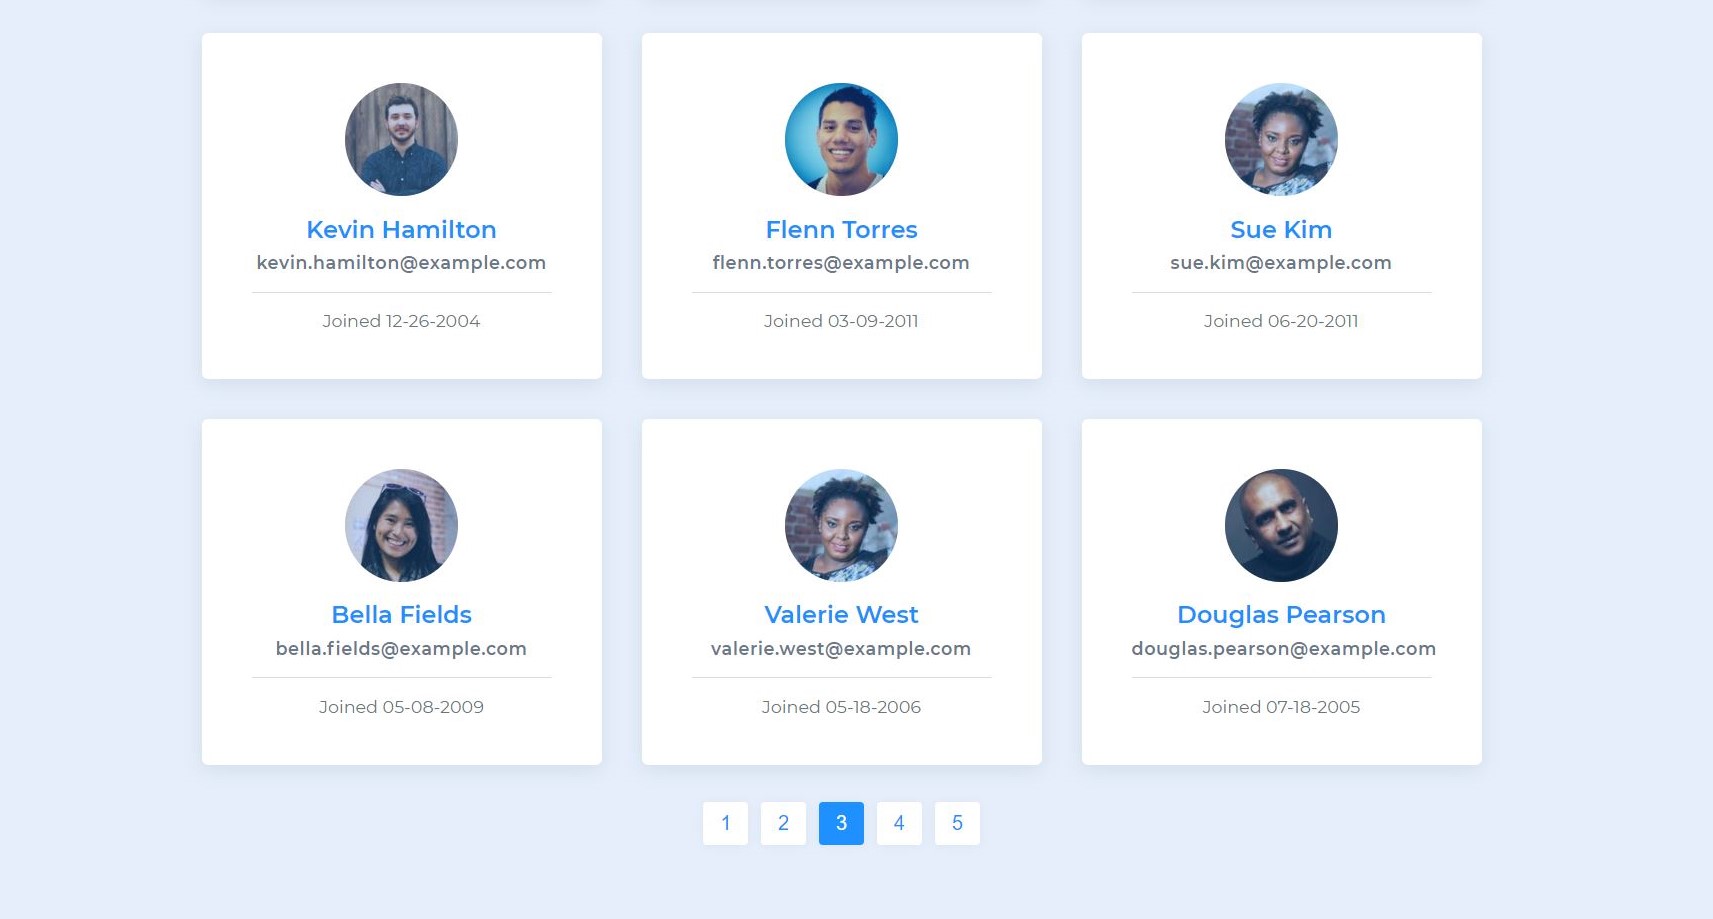 Kevin Hamilton
kevin.hamilton@example.com
Joined 12-26-2004
Flenn Torres
flenn.torres@example.com
Joined 03-09-2011
Sue Kim
sue.kim@example.com
Joined 06-20-2011
Bella Fields
bella.fields@example.com
Joined 05-08-2009
Valerie West
valerie.west@example.com
Joined 05-18-2006
Douglas Pearson
douglas.pearson@example.com
Joined 07-18-2005
1 2 3 4 5